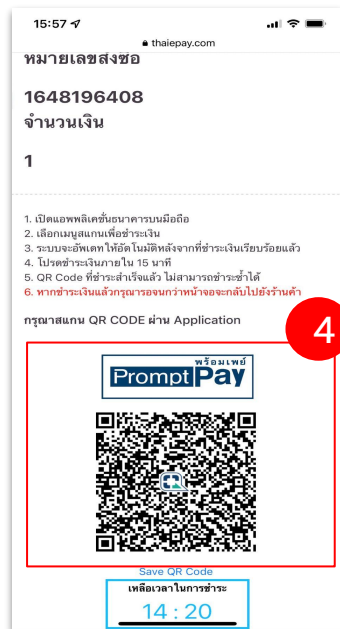 15:57
thaiepay.com
หมายเลขสั่งซื้อ
1648196408
จำนวนเงิน
1
1. เปิดแอพพลิเคชั่นธนาคารบนมือถือ
2. เลือกเมนูสแกนเพื่อชำระเงิน
3. ระบบจะอัพเดทให้อัตโนมัติหลังจากที่ชำระเงินเรียบร้อยแล้ว
4. โปรดชำระเงินภายใน 15 นาที
5. QR Code ที่ชำระสำเร็จแล้ว ไม่สามารถชำระซ้ำได้
6. หากชำระเงินแล้วกรุณารอจนกว่าหน้าจอจะกลับไปยังร้านค้า
กรุณาสแกน QR CODE ผ่าน Application
4
พร้อมเพย์
PromptPay
Save QR Code
เหลือเวลาในการชำระ
14 : 20